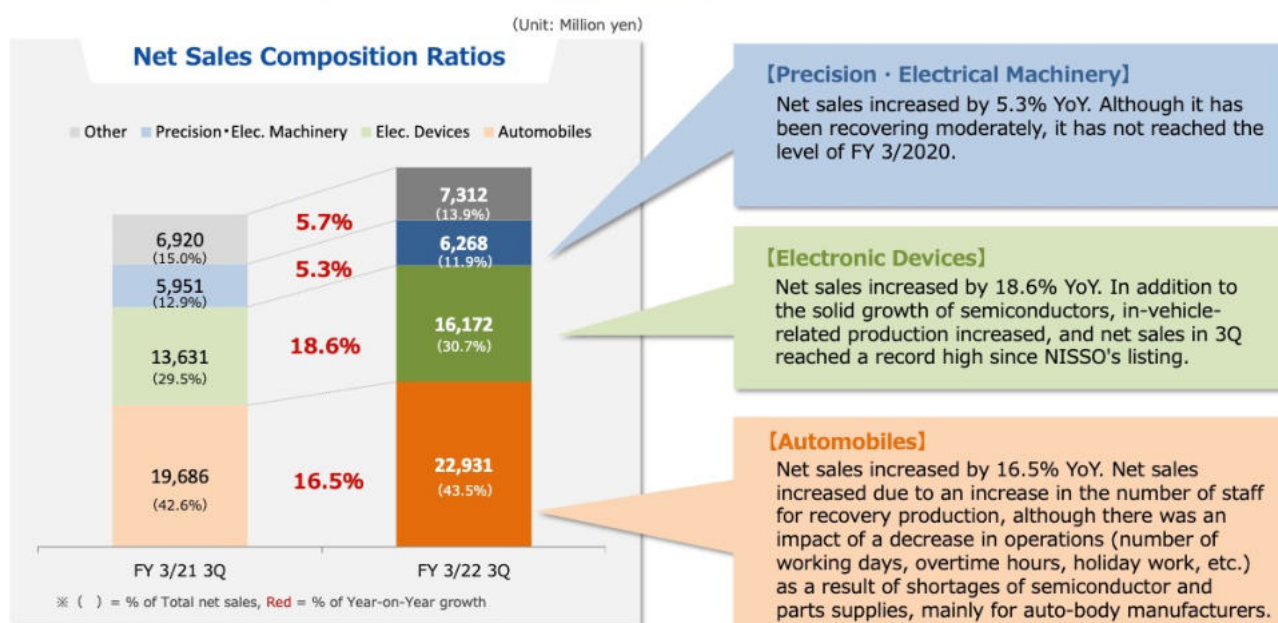 (Unit: Million yen)
Net Sales Composition Ratios
Other Precision・Elec. Machinery Elec. Devices Automobiles
6,920
(15.0%)
5,951
(12.9%)
13,631
(29.5%)
19,686
(42.6%)
5.7%
5.3%
18.6%
16.5%
7,312
(13.9%)
6,268
(11.9%)
16,172
(30.7%)
22,931
(43.5%)
FY 3/21 3Q
FY 3/22 3Q
※ ( ) = % of Total net sales, Red = % of Year-on-Year growth
【Precision・Electrical Machinery】
Net sales increased by 5.3% YoY. Although it has
been recovering moderately, it has not reached the
level of FY 3/2020.
【Electronic Devices】
Net sales increased by 18.6% YoY. In addition to
the solid growth of semiconductors, in-vehicle-
related production increased, and net sales in 3Q
reached a record high since NISSO's listing.
【Automobiles】
Net sales increased by 16.5% YoY. Net sales
increased due to an increase in the number of staff
for recovery production, although there was an
impact of a decrease in operations (number of
working days, overtime hours, holiday work, etc.)
as a result of shortages of semiconductor and
parts supplies, mainly for auto-body manufacturers.